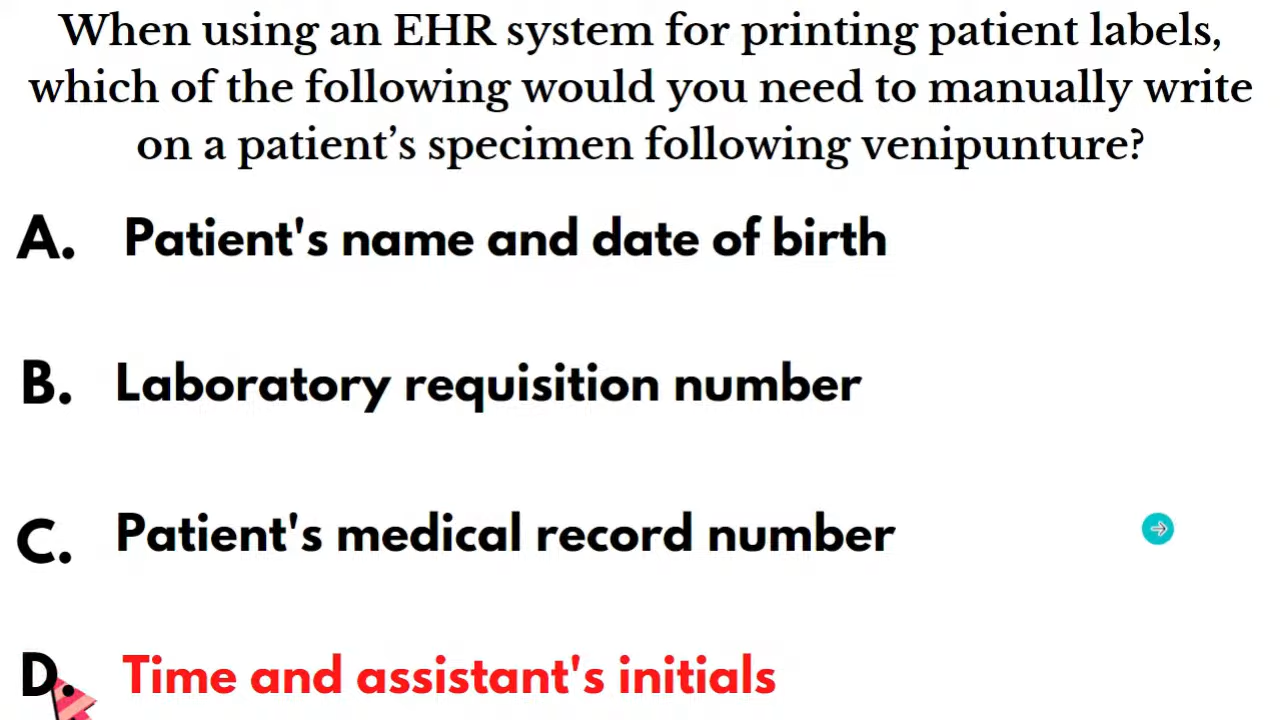 When using an EHR system for printing patient labels,
which of the following would you need to manually write
on a patient’s specimen following venipunture?
A. Patient's name and date of birth
B. Laboratory requisition number
C. Patient's medical record number
D. Time and assistant's initials